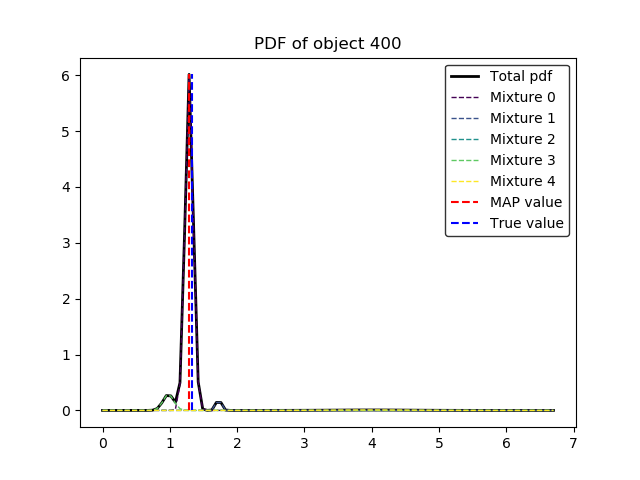 PDF of object 400
Total pdf
Mixture 0
Mixture 1
Mixture 2
Mixture 3
Mixture 4
MAP value
True value
6
5
4
3
2
1
0
0 1 2 3 4 5 6 7